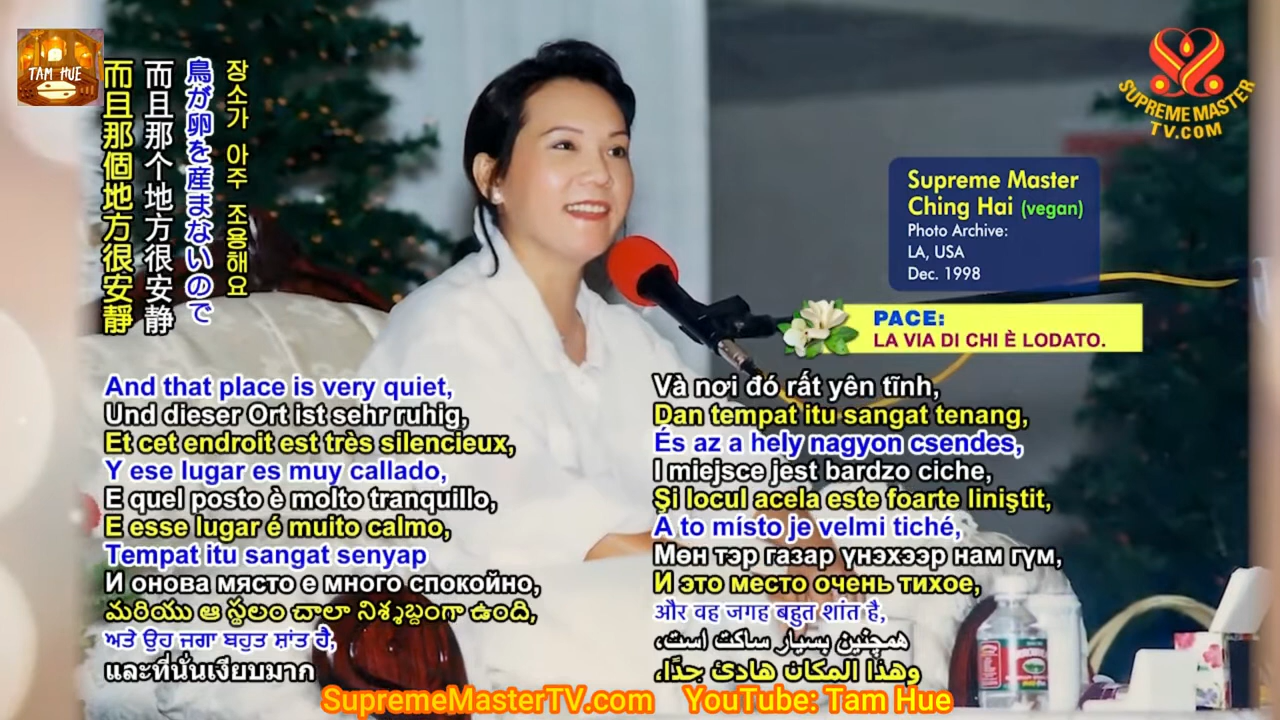 TAM HUE
장소가 아주 조용해요
鳥が卵を産まないので
而且那个地方很安静
而且那個地方很安靜
SUPREME MASTER
TV.COM
Supreme Master
Ching Hai (vegan)
Photo Archive:
LA, USA
Dec. 1998
PACE:
LA VIA DI CHI È LODATO.
And that place is very quiet,
Und dieser Ort ist sehr ruhig,
Et cet endroit est très silencieux,
Y ese lugar es muy callado,
E quel posto è molto tranquillo,
E esse lugar é muito calmo,
Tempat itu sangat senyap
И онова място е много спокойно,
మరియు ఆ స్థలం చాలా నిశ్శబ్దంగా ఉంది,
ਅਤੇ ਉਹ ਜਗਾ ਬਹੁਤ ਸ਼ਾਂਤ ਹੈ,
และที่นั่นเงียบมาก
Và nơi đó rất yên tĩnh,
Dan tempat itu sangat tenang,
És az a hely nagyon csendes,
I miejsce jest bardzo ciche,
Şi locul acela este foarte liniştit,
A to místo je velmi tiché,
Мөн тэр газар үнэхээр нам гүм,
И это место очень тихое,
और वह जगह बहुत शांत है,
همچنین بسیار ساکت است،
وهذا المكان هادئ جدًا،
SupremeMasterTV.com YouTube: Tam Hue